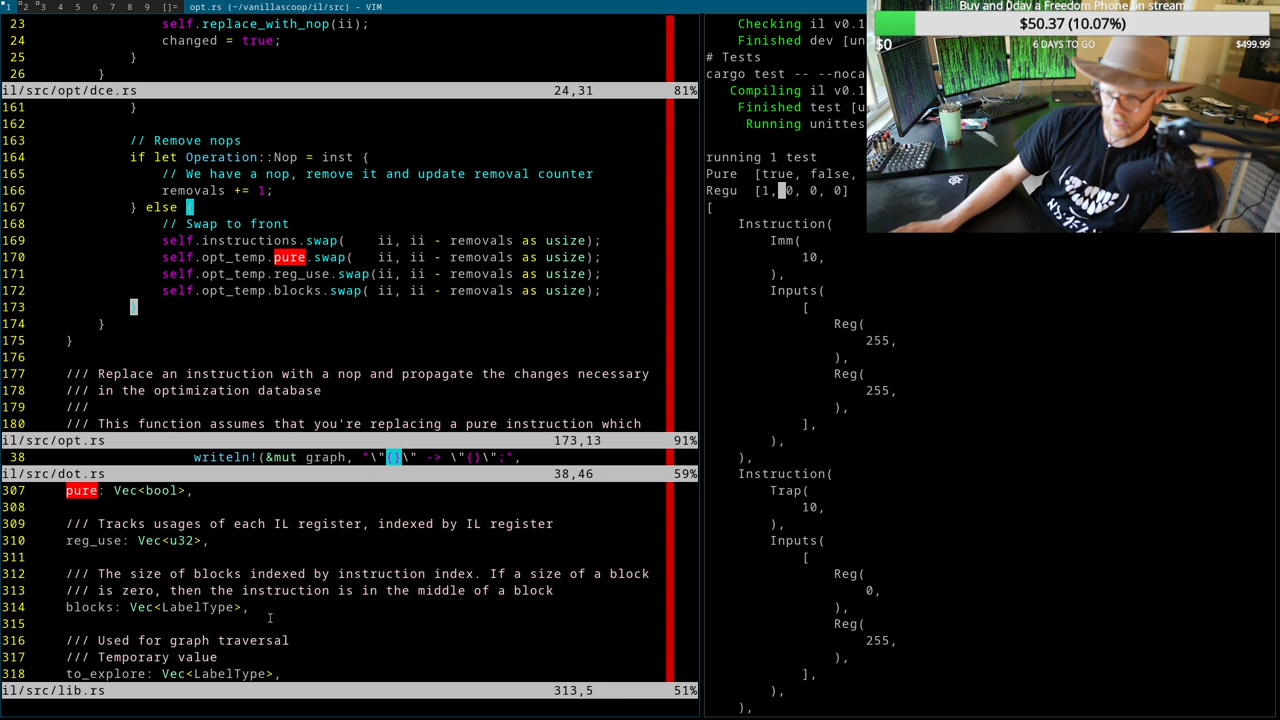 1 2 3 4 5 6 7 8 9 []= opt.rs (~/vanillascoop/il/src) - VIM
23 self.replace_with_nop(ii);
24 changed = true;
25 }
26 }
il/src/opt/dce.rs 24,31 81%
161 }
162
163 // Remove nops
164 if let Operation::Nop = inst {
165 // We have a nop, remove it and update removal counter
166 removals += 1;
167 } else {
168 // Swap to front
169 self.instructions.swap( ii, ii - removals as usize);
170 self.opt_temp.pure.swap( ii, ii - removals as usize);
171 self.opt_temp.reg_use.swap(ii, ii - removals as usize);
172 self.opt_temp.blocks.swap( ii, ii - removals as usize);
173 }
174 }
175 }
176
177 /// Replace an instruction with a nop and propagate the changes necessary
178 /// in the optimization database
179 ///
180 /// This function assumes that you're replacing a pure instruction which
il/src/opt.rs 173,13 91%
38 writeln!(&mut graph, "\"{}\" -> \"{}\";",
il/src/dot.rs 38,46 59%
307 pure: Vec<bool>,
308
309 /// Tracks usages of each IL register, indexed by IL register
310 reg_use: Vec<u32>,
311
312 /// The size of blocks indexed by instruction index. If a size of a block
313 /// is zero, then the instruction is in the middle of a block
314 blocks: Vec<LabelType>,
315
316 /// Used for graph traversal
317 /// Temporary value
318 to_explore: Vec<LabelType>,
il/src/lib.rs 313,5 51%
Checking il v0.1
Finished dev [un
# Tests
cargo test -- --noca
Compiling il v0.1
Finished test [u
Running unittes
running 1 test
Pure [true, false,
Regu [1, 0, 0, 0]
[
Instruction(
Imm(
10,
),
Inputs(
[
Reg(
255,
),
Reg(
255,
),
],
),
),
Instruction(
Trap(
10,
),
Inputs(
[
Reg(
0,
),
Reg(
255,
),
],
),
),
Buy and 0day a Freedom Phone on stream
$50.37 (10.07%)
$0 6 DAYS TO GO $499.99